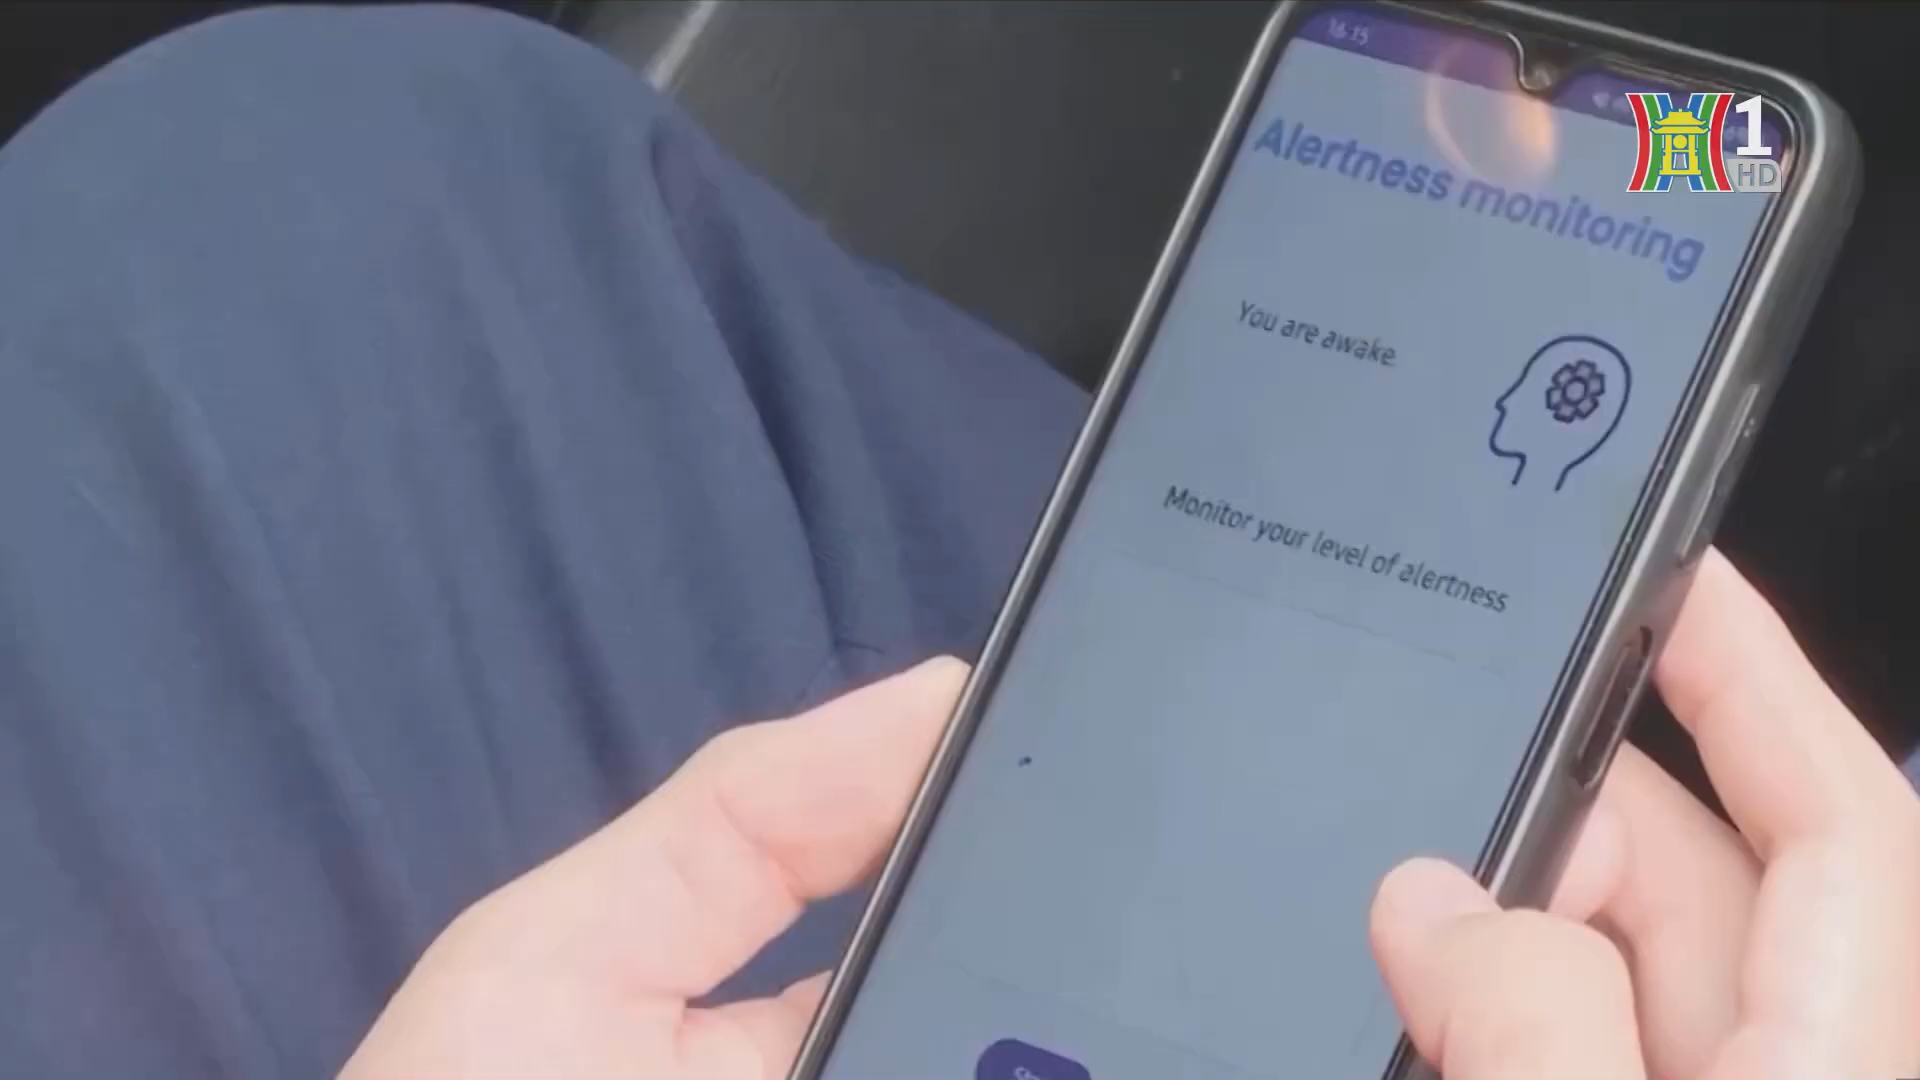 16:15
1
HD
Alertness monitoring
You are awake
Monitor your level of alertness